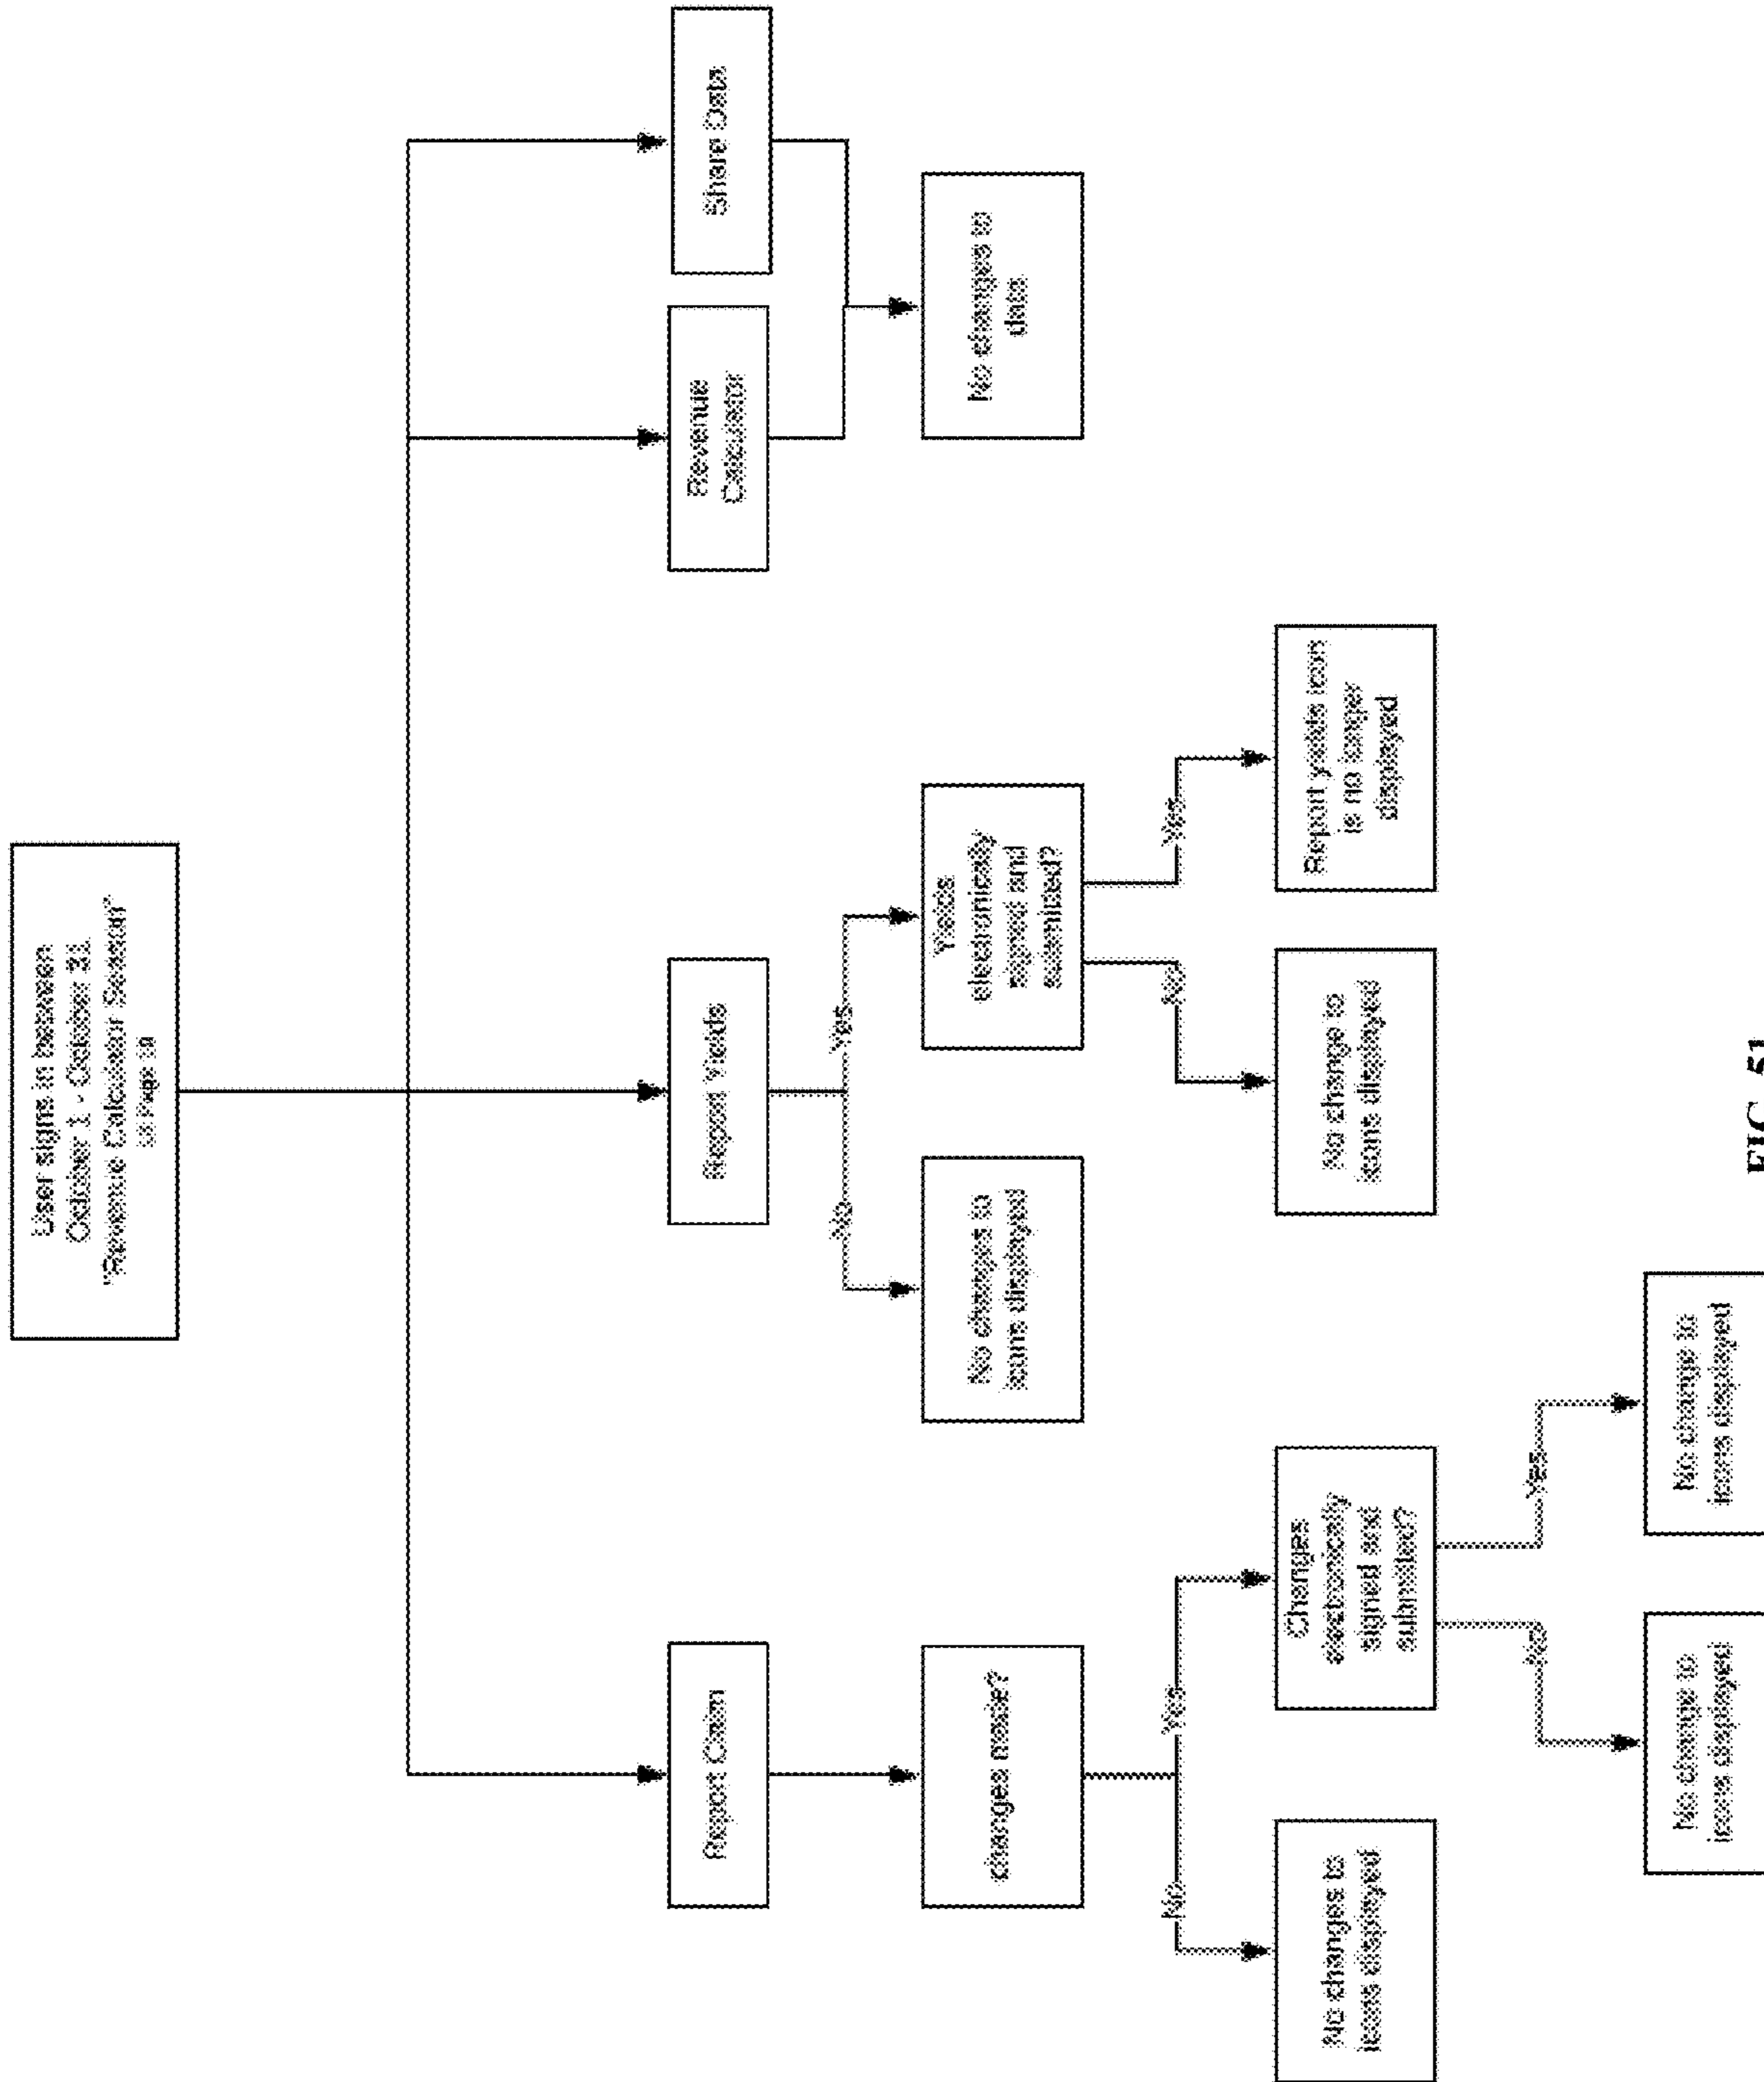 User signs in between
October 1 - October 31
"Revenue Calculator Season"
Page
Report Claim
Report Yields
Revenue
Calculator
Share Data
No
Yes
changes made?
No changes to
icons displayed
Yields
electronically
signed and
submitted?
No changes to
data
No
Yes
No
Yes
No changes to
icons displayed
Changes
electronically
signed and
submitted?
No change to
icons displayed
Report yields icon
is no longer
displayed
No
Yes
No change to
icons displayed
No change to
icons displayed
FIG. 51